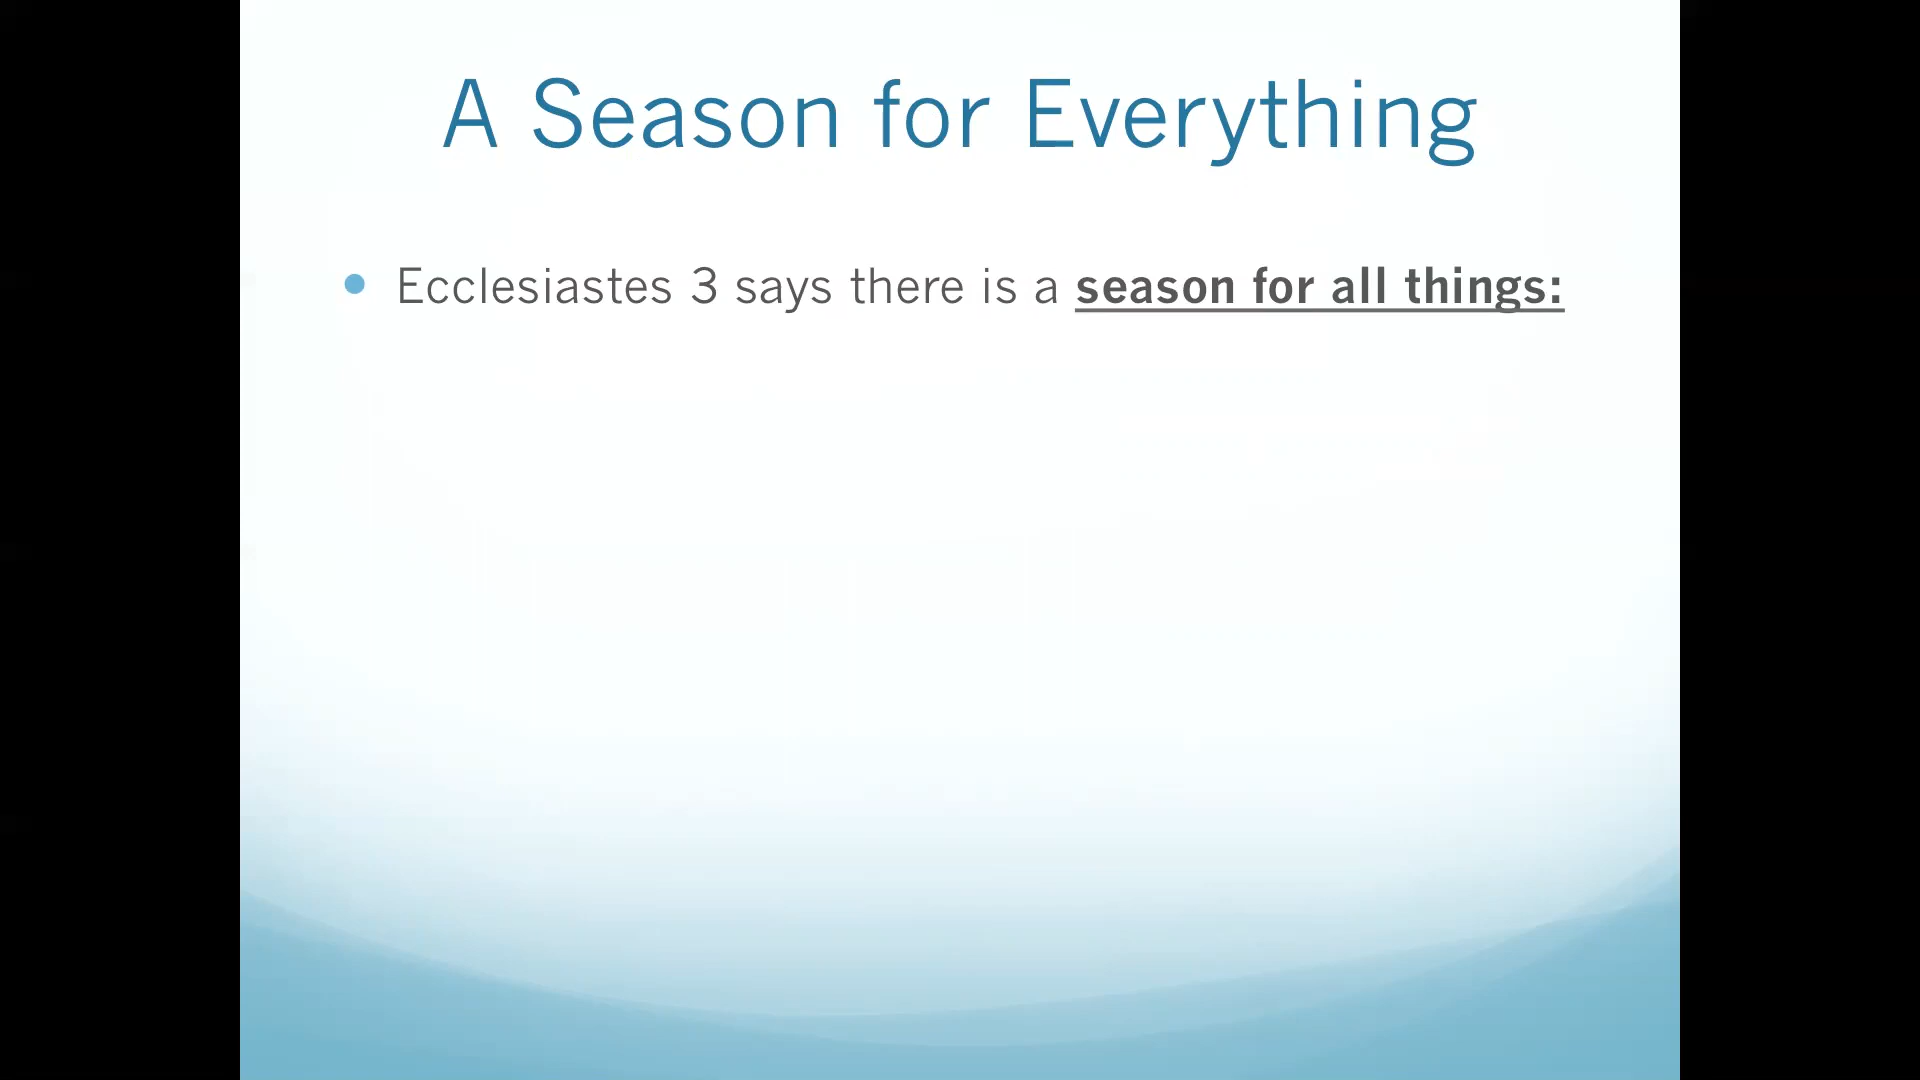 A Season for Everything
Ecclesiastes 3 says there is a season for all things: